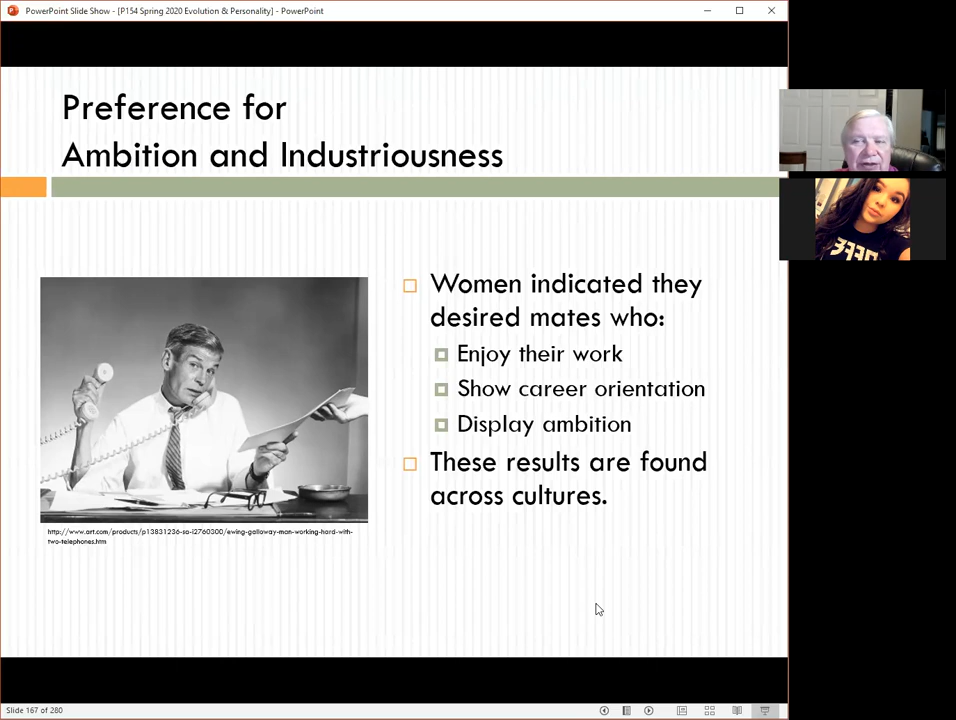 PowerPoint Slide Show - [P154 Spring 2020 Evolution & Personality] - PowerPoint
Preference for
Ambition and Industriousness
Women indicated they
desired mates who:
Enjoy their work
Show career orientation
Display ambition
These results are found
across cultures.
http://www.art.com/products/p13831236-sa-i2760300/ewing-galloway-man-working-hard-with-
two-telephones.htm
Slide 167 of 280